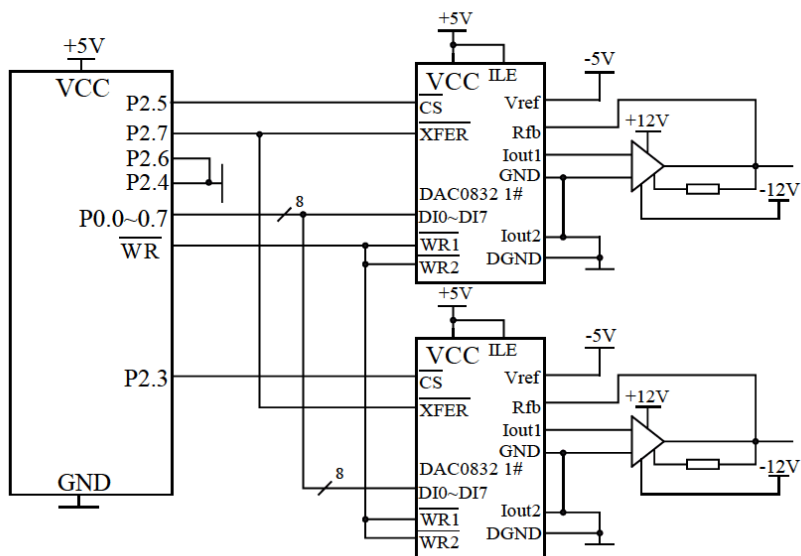 +5V
VCC
P2.5
P2.7
P2.6
P2.4
P0.0~0.7
WR
P2.3
GND
8
8
+5V
VCC ILE
CS
XFER
Vref
Rfb
Iout1
GND
DAC0832 1#
DI0~DI7
WR1
WR2
Iout2
DGND
-5V
+12V
-12V
+5V
VCC ILE
CS
XFER
Vref
Rfb
Iout1
GND
DAC0832 1#
DI0~DI7
WR1
WR2
Iout2
DGND
-5V
+12V
-12V